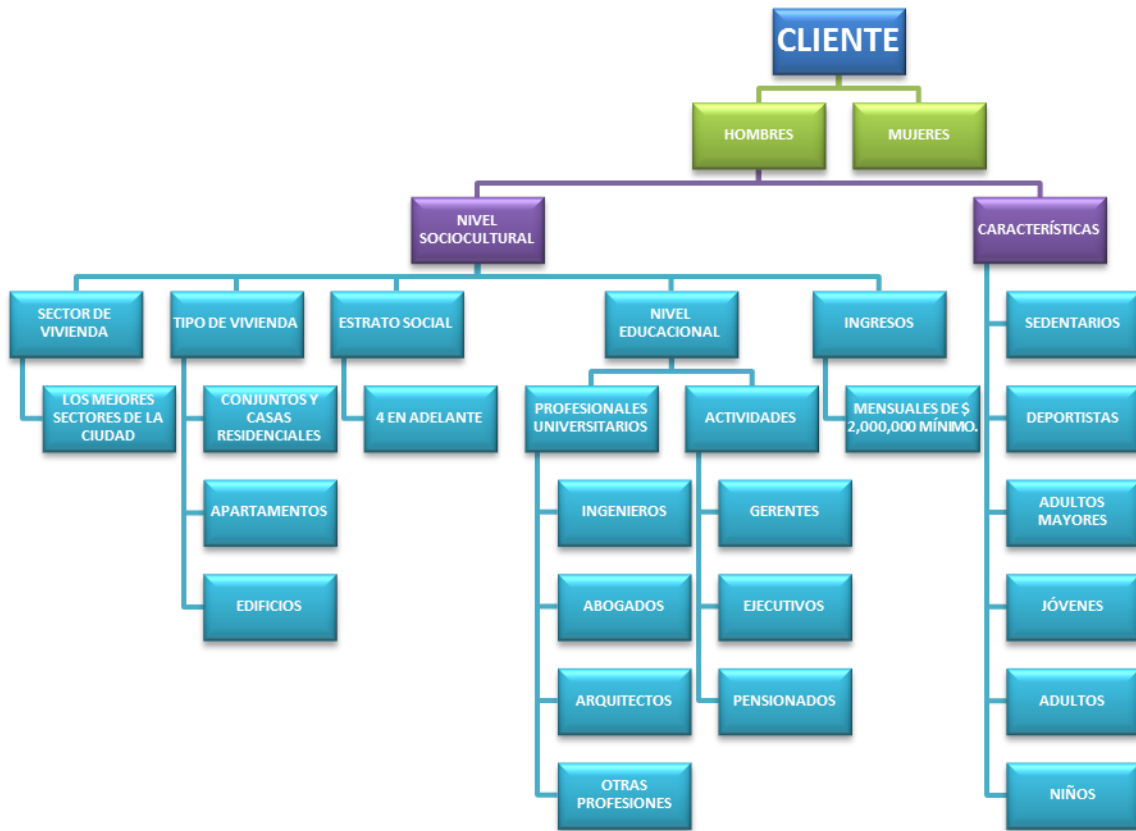 CLIENTE
HOMBRES
MUJERES
NIVEL
SOCIOCULTURAL
CARACTERÍSTICAS
SECTOR DE
VIVIENDA
TIPO DE VIVIENDA
ESTRATO SOCIAL
NIVEL
EDUCACIONAL
INGRESOS
SEDENTARIOS
LOS MEJORES
SECTORES DE LA
CIUDAD
CONJUNTOS Y
CASAS
RESIDENCIALES
4 EN ADELANTE
PROFESIONALES
UNIVERSITARIOS
ACTIVIDADES
MENSUALES DE $
2,000,000 MÍNIMO.
DEPORTISTAS
APARTAMENTOS
INGENIEROS
GERENTES
ADULTOS
MAYORES
EDIFICIOS
ABOGADOS
EJECUTIVOS
JÓVENES
ARQUITECTOS
PENSIONADOS
ADULTOS
OTRAS
PROFESIONES
NIÑOS